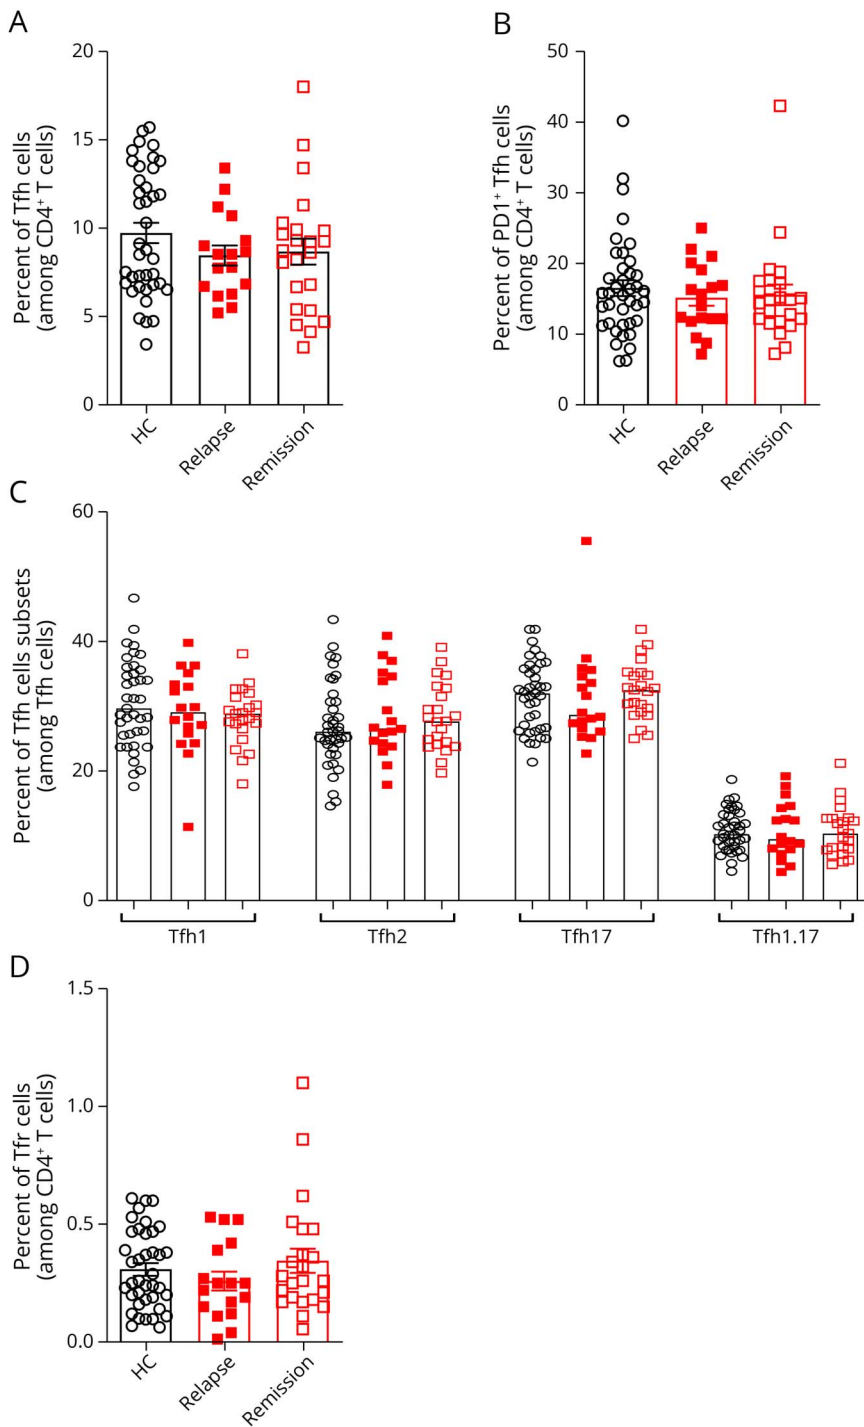 A
Percent of Tfh cells
(among CD4⁺ T cells)
20
15
10
5
0
HC
Relapse
Remission
B
Percent of PD1⁺ Tfh cells
(among CD4⁺ T cells)
50
40
30
20
10
0
HC
Relapse
Remission
C
Percent of Tfh cells subsets
(among Tfh cells)
60
40
20
0
Tfh1
Tfh2
Tfh17
Tfh1.17
D
Percent of Tfr cells
(among CD4⁺ T cells)
1.5
1.0
0.5
0.0
HC
Relapse
Remission